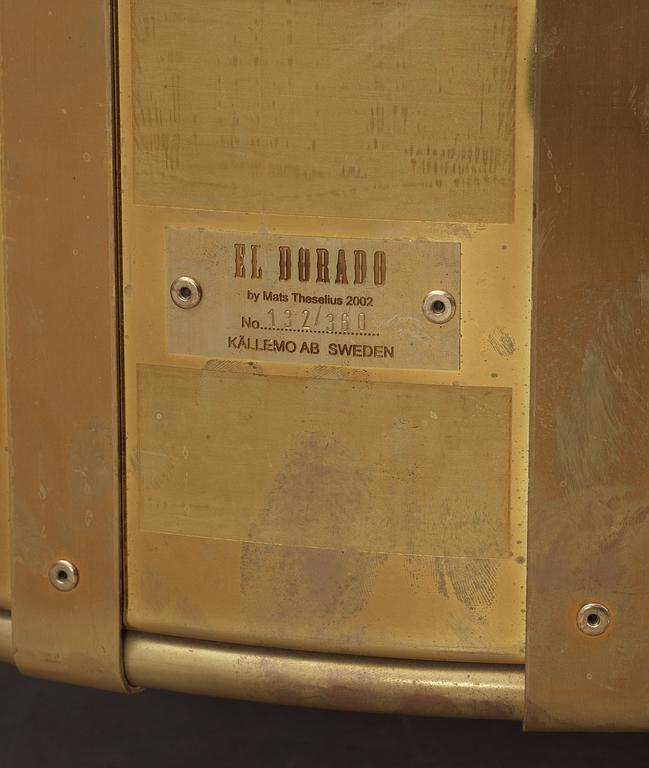 EL DORADO
by Mats Theselius 2002
No. 132/360
KÄLLEMO AB SWEDEN